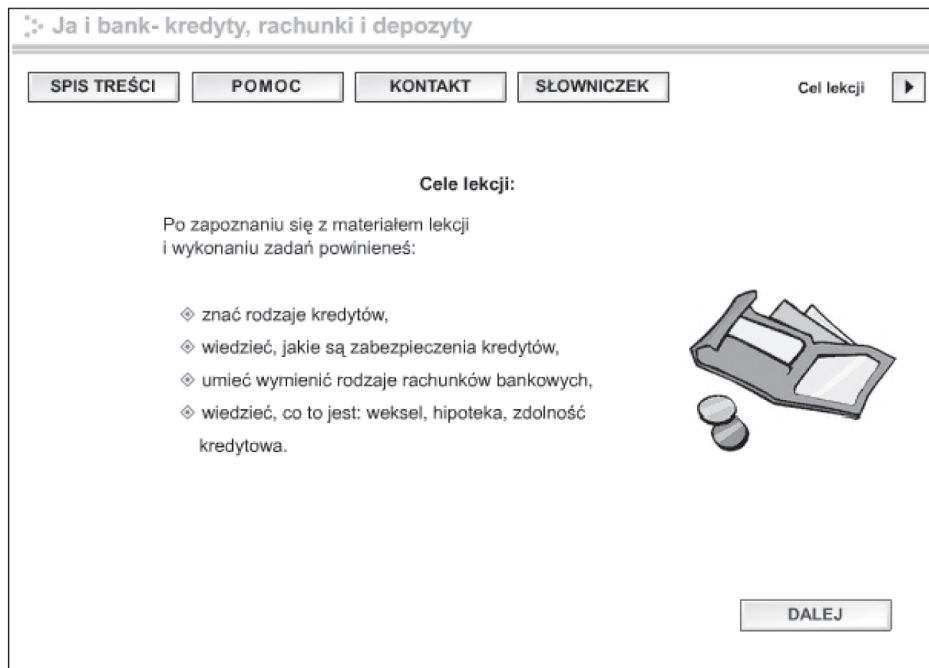 Ja i bank- kredyty, rachunki i depozyty
SPIS TREŚCI POMOC KONTAKT SŁOWNICZEK Cel lekcji
Cele lekcji:
Po zapoznaniu się z materiałem lekcji
i wykonaniu zadań powinieneś:
znać rodzaje kredytów,
wiedzieć, jakie są zabezpieczenia kredytów,
umieć wymienić rodzaje rachunków bankowych,
wiedzieć, co to jest: weksel, hipoteka, zdolność
kredytowa.
DALEJ